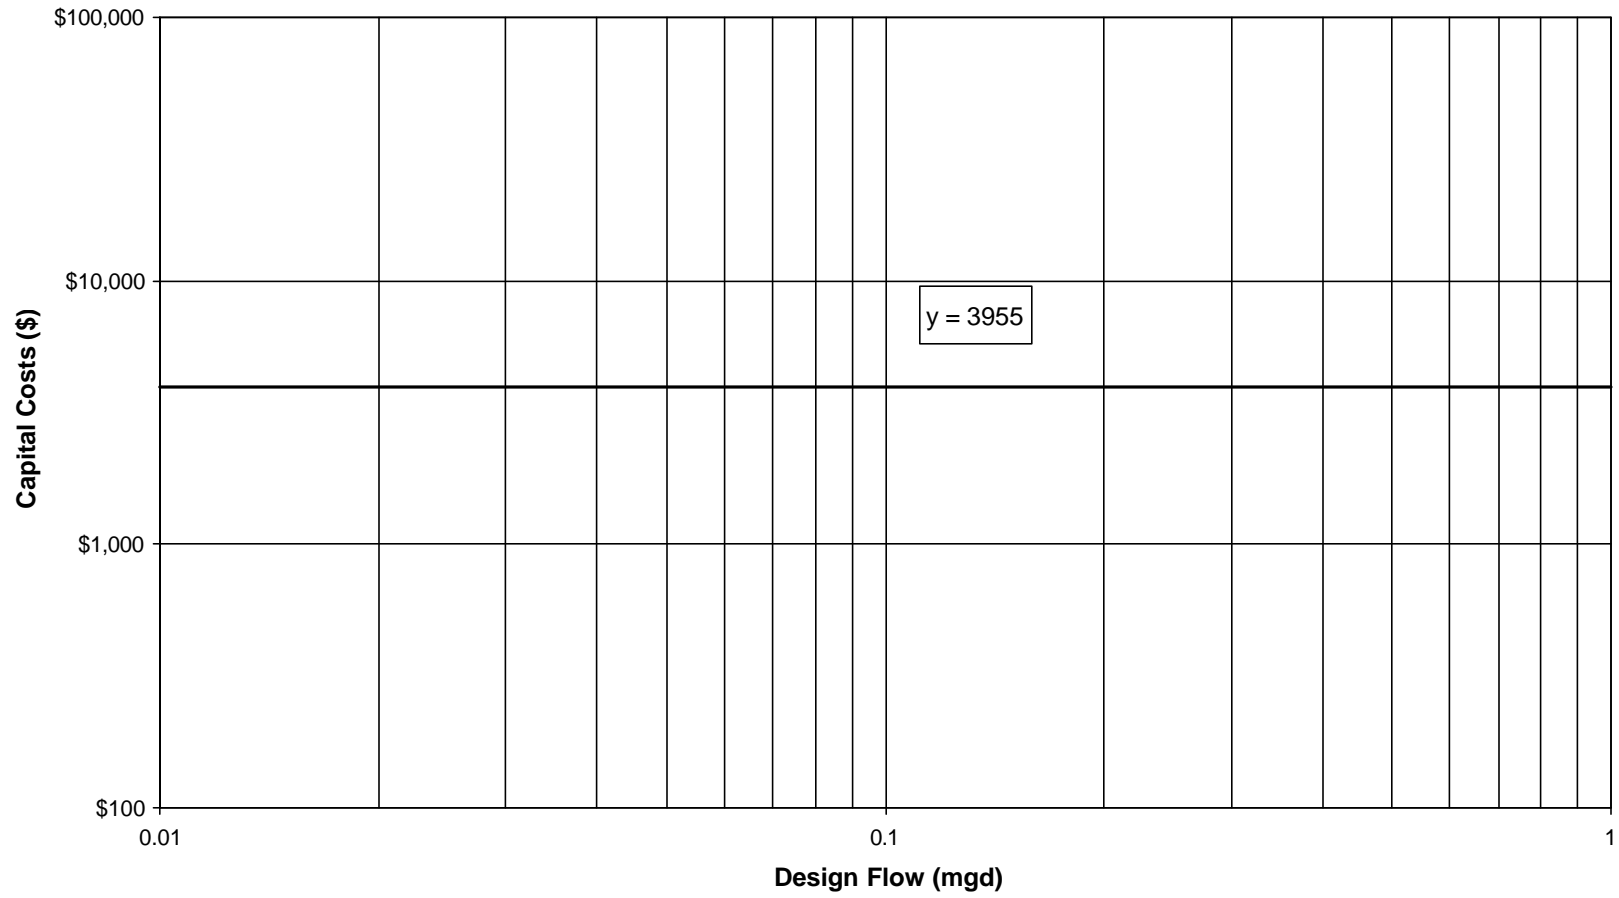 $100,000
$10,000
y = 3955
Capital Costs ($)
$1,000
$100
0.01
0.1
1
Design Flow (mgd)